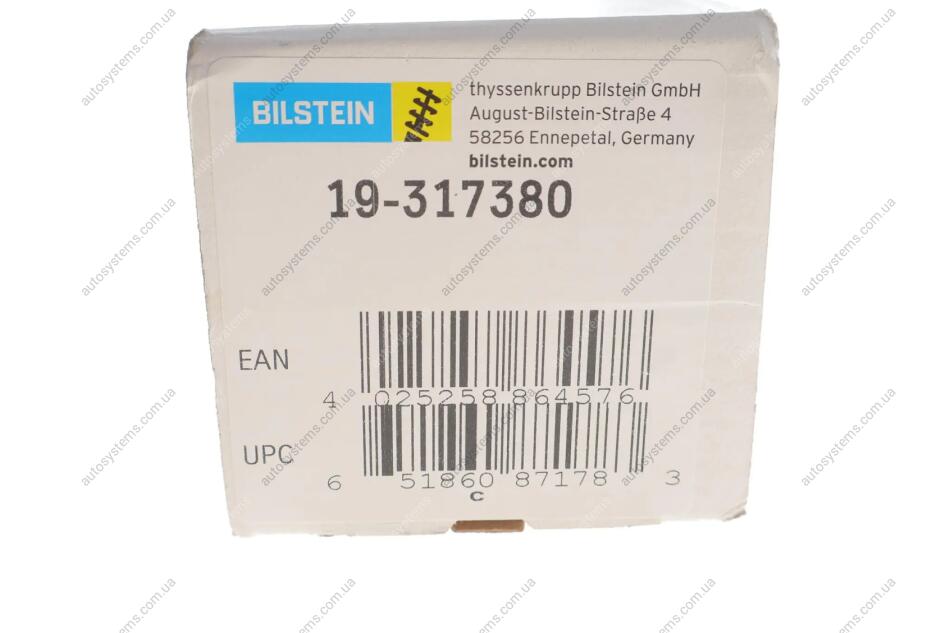 BILSTEIN
thyssenkrupp Bilstein GmbH
August-Bilstein-Straße 4
58256 Ennepetal, Germany
bilstein.com
19-317380
EAN
4 025258 864576
UPC
6 51860 87178 3
C
autosystems.com.ua